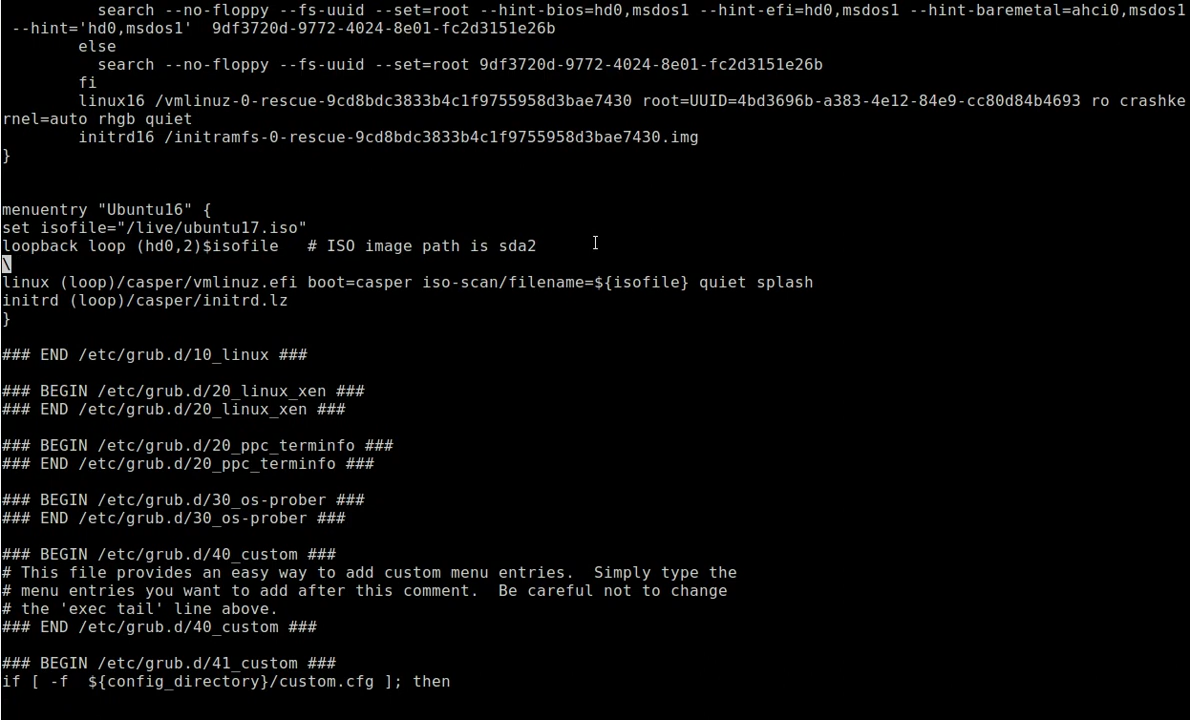 search --no-floppy --fs-uuid --set=root --hint-bios=hd0,msdos1 --hint-efi=hd0,msdos1 --hint-baremetal=ahci0,msdos1
--hint='hd0,msdos1'  9df3720d-9772-4024-8e01-fc2d3151e26b
else
search --no-floppy --fs-uuid --set=root 9df3720d-9772-4024-8e01-fc2d3151e26b
fi
linux16 /vmlinuz-0-rescue-9cd8bdc3833b4c1f9755958d3bae7430 root=UUID=4bd3696b-a383-4e12-84e9-cc80d84b4693 ro crashke
rnel=auto rhgb quiet
initrd16 /initramfs-0-rescue-9cd8bdc3833b4c1f9755958d3bae7430.img
}
menuentry "Ubuntu16" {
set isofile="/live/ubuntu17.iso"
loopback loop (hd0,2)$isofile   # ISO image path is sda2
\
linux (loop)/casper/vmlinuz.efi boot=casper iso-scan/filename=${isofile} quiet splash
initrd (loop)/casper/initrd.lz
}
### END /etc/grub.d/10_linux ###
### BEGIN /etc/grub.d/20_linux_xen ###
### END /etc/grub.d/20_linux_xen ###
### BEGIN /etc/grub.d/20_ppc_terminfo ###
### END /etc/grub.d/20_ppc_terminfo ###
### BEGIN /etc/grub.d/30_os-prober ###
### END /etc/grub.d/30_os-prober ###
### BEGIN /etc/grub.d/40_custom ###
# This file provides an easy way to add custom menu entries.  Simply type the
# menu entries you want to add after this comment.  Be careful not to change
# the 'exec tail' line above.
### END /etc/grub.d/40_custom ###
### BEGIN /etc/grub.d/41_custom ###
if [ -f  ${config_directory}/custom.cfg ]; then